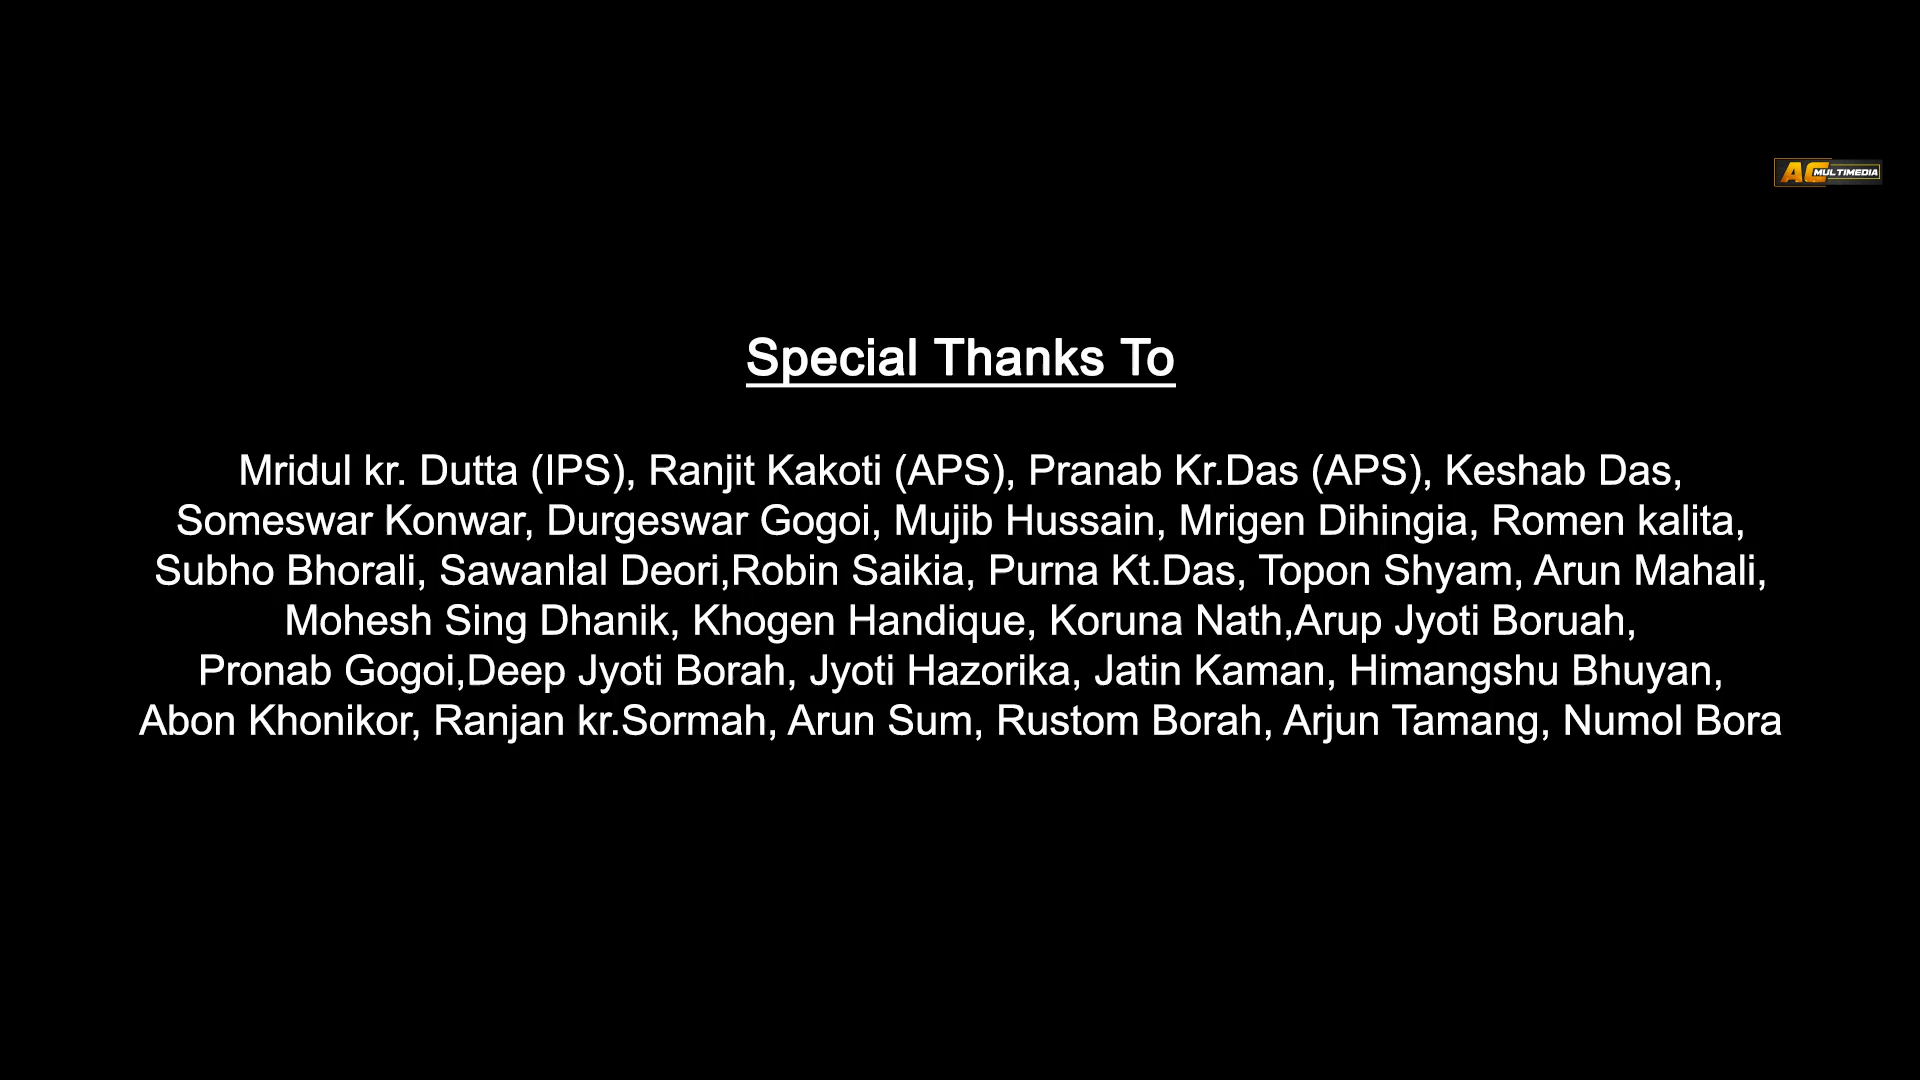 AC MULTIMEDIA
Special Thanks To
Mridul kr. Dutta (IPS), Ranjit Kakoti (APS), Pranab Kr.Das (APS), Keshab Das,
Someswar Konwar, Durgeswar Gogoi, Mujib Hussain, Mrigen Dihingia, Romen kalita,
Subho Bhorali, Sawanlal Deori,Robin Saikia, Purna Kt.Das, Topon Shyam, Arun Mahali,
Mohesh Sing Dhanik, Khogen Handique, Koruna Nath,Arup Jyoti Boruah,
Pronab Gogoi,Deep Jyoti Borah, Jyoti Hazorika, Jatin Kaman, Himangshu Bhuyan,
Abon Khonikor, Ranjan kr.Sormah, Arun Sum, Rustom Borah, Arjun Tamang, Numol Bora